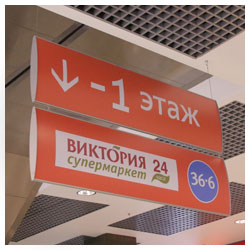 -1 этаж
ВИКТОРИЯ 24
супермаркет
36·6